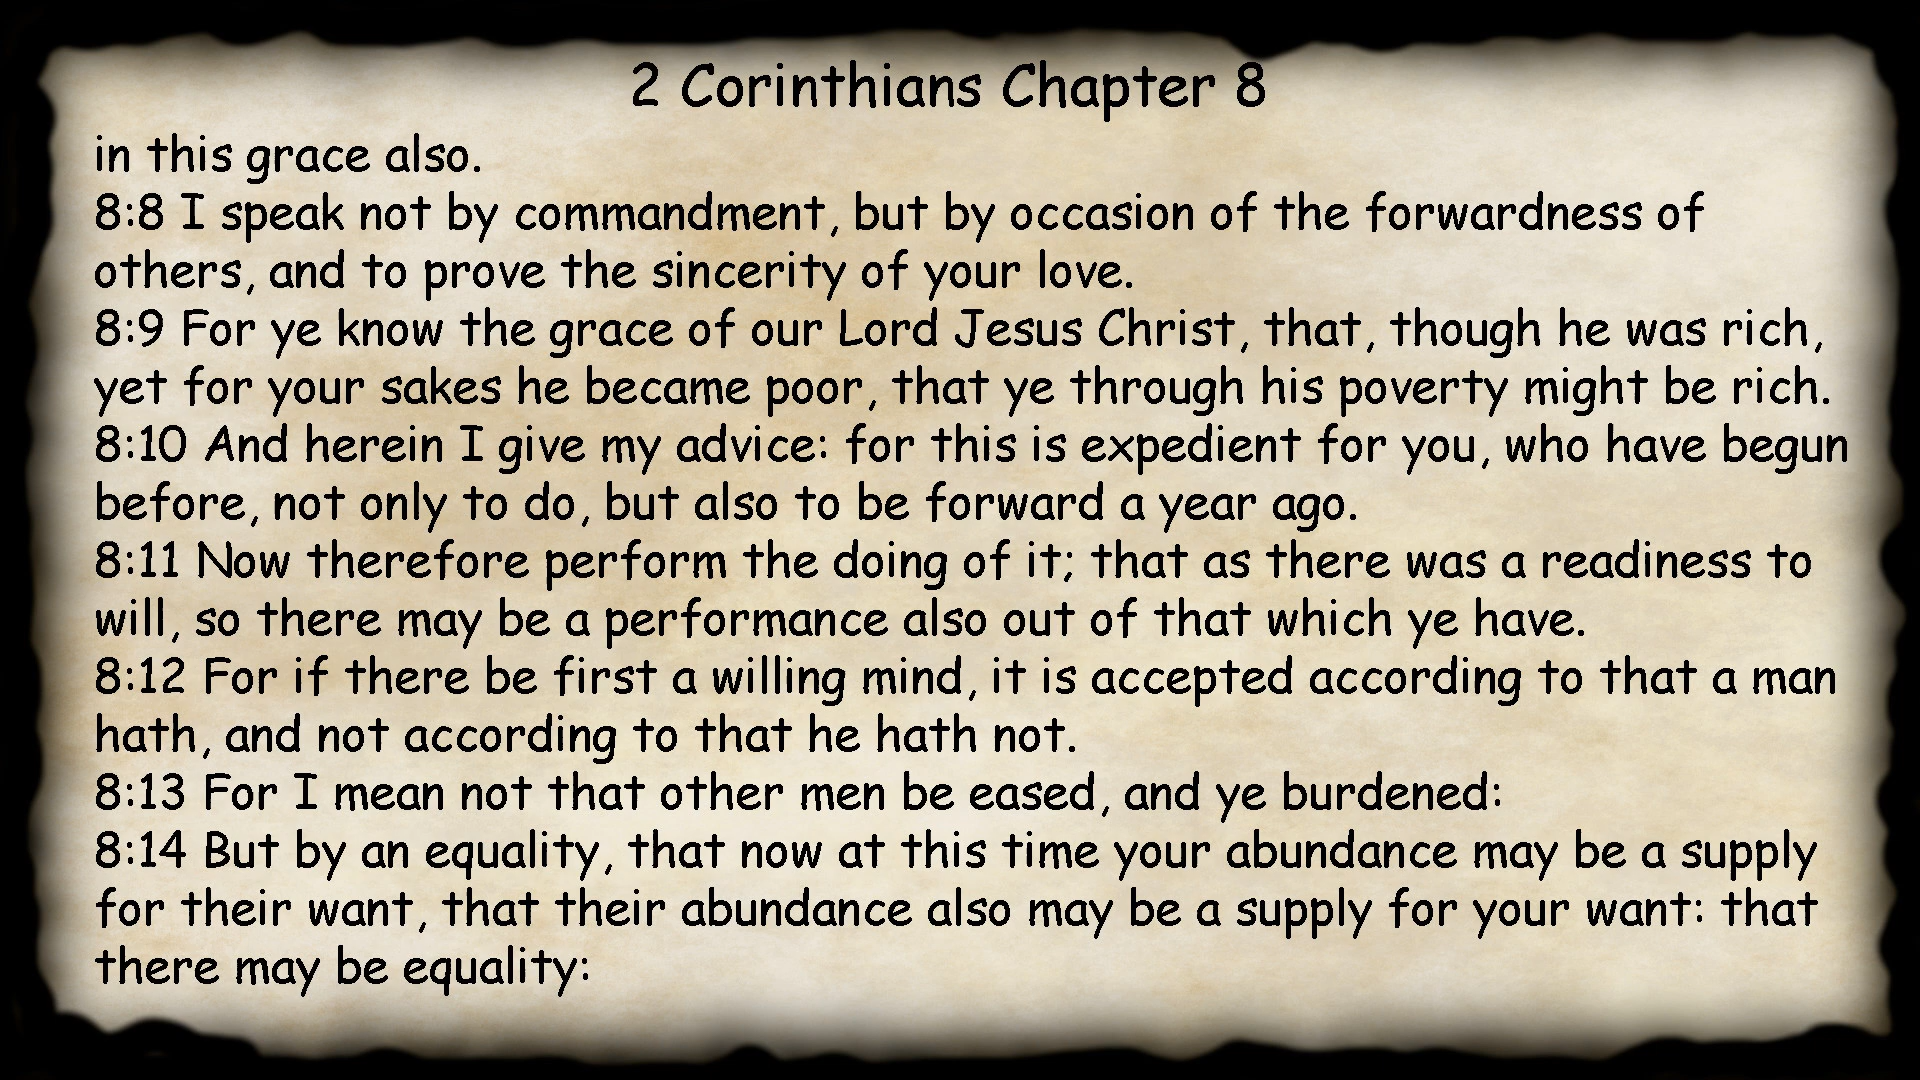 2 Corinthians Chapter 8
in this grace also.
8:8 I speak not by commandment, but by occasion of the forwardness of
others, and to prove the sincerity of your love.
8:9 For ye know the grace of our Lord Jesus Christ, that, though he was rich,
yet for your sakes he became poor, that ye through his poverty might be rich.
8:10 And herein I give my advice: for this is expedient for you, who have begun
before, not only to do, but also to be forward a year ago.
8:11 Now therefore perform the doing of it; that as there was a readiness to
will, so there may be a performance also out of that which ye have.
8:12 For if there be first a willing mind, it is accepted according to that a man
hath, and not according to that he hath not.
8:13 For I mean not that other men be eased, and ye burdened:
8:14 But by an equality, that now at this time your abundance may be a supply
for their want, that their abundance also may be a supply for your want: that
there may be equality: